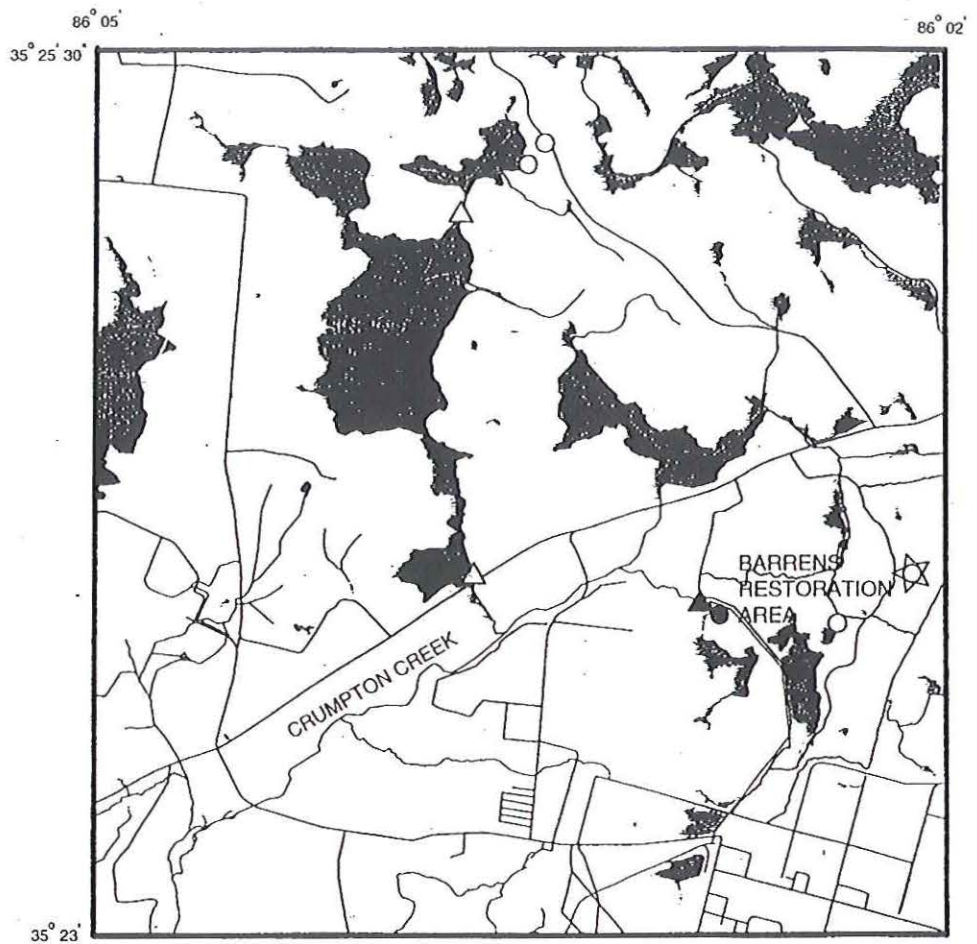 86° 05'
86° 02'
35° 25' 30"
BARRENS
RESTORATION
AREA
CRUMPTON CREEK
35° 23'